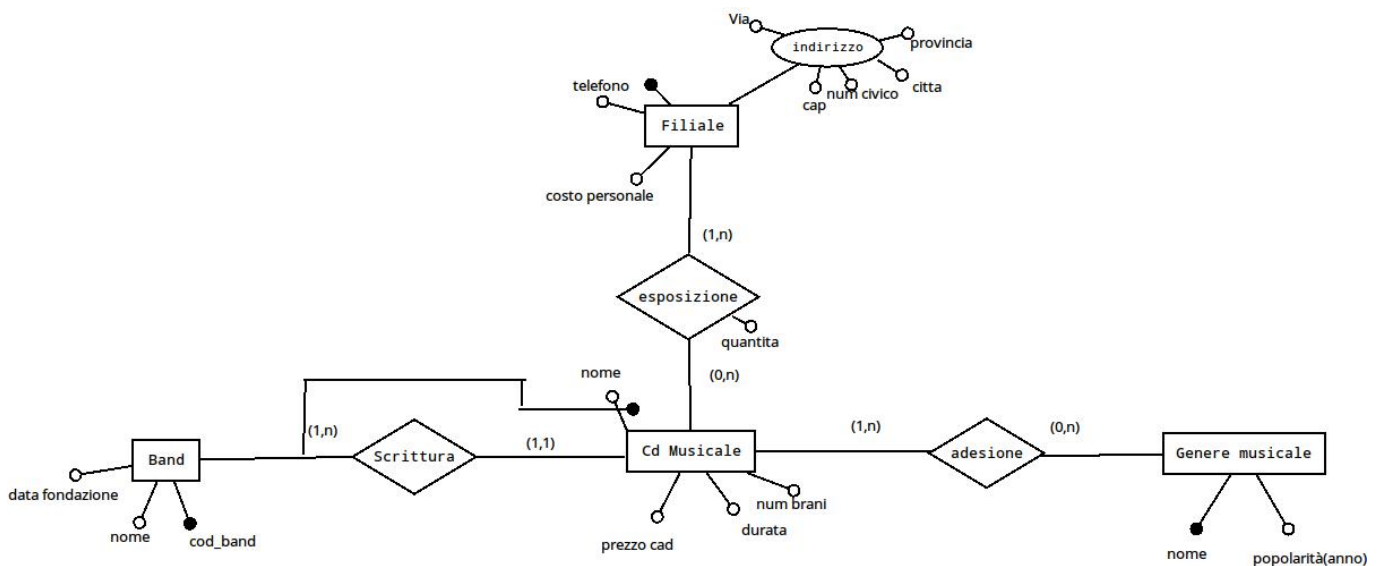 Via
indirizzo
provincia
telefono
cap
num civico
citta
Filiale
costo personale
(1,n)
esposizione
quantita
nome
(0,n)
(1,n)
Scrittura
(1,1)
Cd Musicale
(1,n)
adesione
(0,n)
Band
Genere musicale
data fondazione
nome
cod_band
prezzo cad
durata
num brani
nome
popolarità(anno)